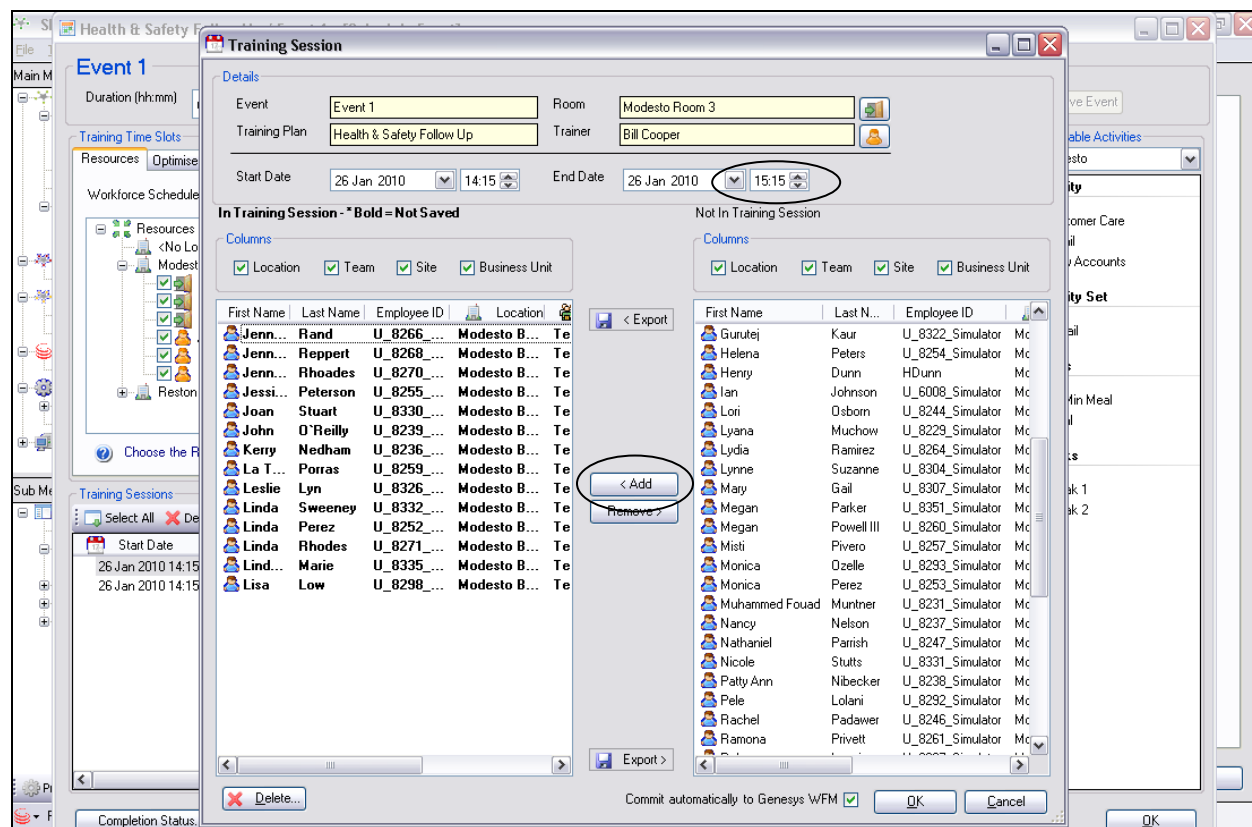 Health & Safety F
Training Session
File
Main M
Event 1
Details
Duration (hh:mm)
Event
Event 1
Room
Modesto Room 3
Training Plan
Health & Safety Follow Up
Trainer
Bill Cooper
ve Event
Training Time Slots
able Activities
Resources
Optimise
esto
Start Date
26 Jan 2010
14:15
End Date
26 Jan 2010
15:15
Workforce Schedule
ity
In Training Session - * Bold = Not Saved
Not In Training Session
Resources
<No Lo
Modest
Reston
Columns
Columns
Location
Team
Site
Business Unit
Location
Team
Site
Business Unit
tomer Care
ail
v Accounts
ity Set
ail
Min Meal
First Name Last Name Employee ID Location
Jenn... Rand U_8266_... Modesto B... Te
Jenn... Reppert U_8268_... Modesto B... Te
Jenn... Rhoades U_8270_... Modesto B... Te
Jessi... Peterson U_8255_... Modesto B... Te
Joan Stuart U_8330_... Modesto B... Te
John O`Reilly U_8239_... Modesto B... Te
Kerry Nedham U_8236_... Modesto B... Te
La T... Porras U_8259_... Modesto B... Te
Leslie Lyn U_8326_... Modesto B... Te
Linda Sweeney U_8332_... Modesto B... Te
Linda Perez U_8252_... Modesto B... Te
Linda Rhodes U_8271_... Modesto B... Te
Lind... Marie U_8335_... Modesto B... Te
Lisa Low U_8298_... Modesto B... Te
< Export
< Add
Remove >
Export >
First Name Last N... Employee ID
Gurutej Kaur U_8322_Simulator Mc
Helena Peters U_8254_Simulator Mc
Henry Dunn HDunn Mc
Ian Johnson U_6008_Simulator Mc
Lori Osborn U_8244_Simulator Mc
Lyana Muchow U_8229_Simulator Mc
Lydia Ramirez U_8264_Simulator Mc
Lynne Suzanne U_8304_Simulator Mc
Mary Gail U_8307_Simulator Mc
Megan Parker U_8351_Simulator Mc
Megan Powell III U_8260_Simulator Mc
Misti Pivero U_8257_Simulator Mc
Monica Ozelle U_8293_Simulator Mc
Monica Perez U_8253_Simulator Mc
Muhammed Fouad Muntner U_8231_Simulator Mc
Nancy Nelson U_8237_Simulator Mc
Nathaniel Parrish U_8247_Simulator Mc
Nicole Stutts U_8331_Simulator Mc
Patty Ann Nibecker U_8238_Simulator Mc
Pele Lolani U_8292_Simulator Mc
Rachel Padawer U_8246_Simulator Mc
Ramona Privett U_8261_Simulator Mc
Choose the R
Sub Me
Training Sessions
Select All
De
Start Date
26 Jan 2010 14:15
26 Jan 2010 14:15
ak 1
ak 2
Delete...
Commit automatically to Genesys WFM
OK
Cancel
Completion Status.
OK